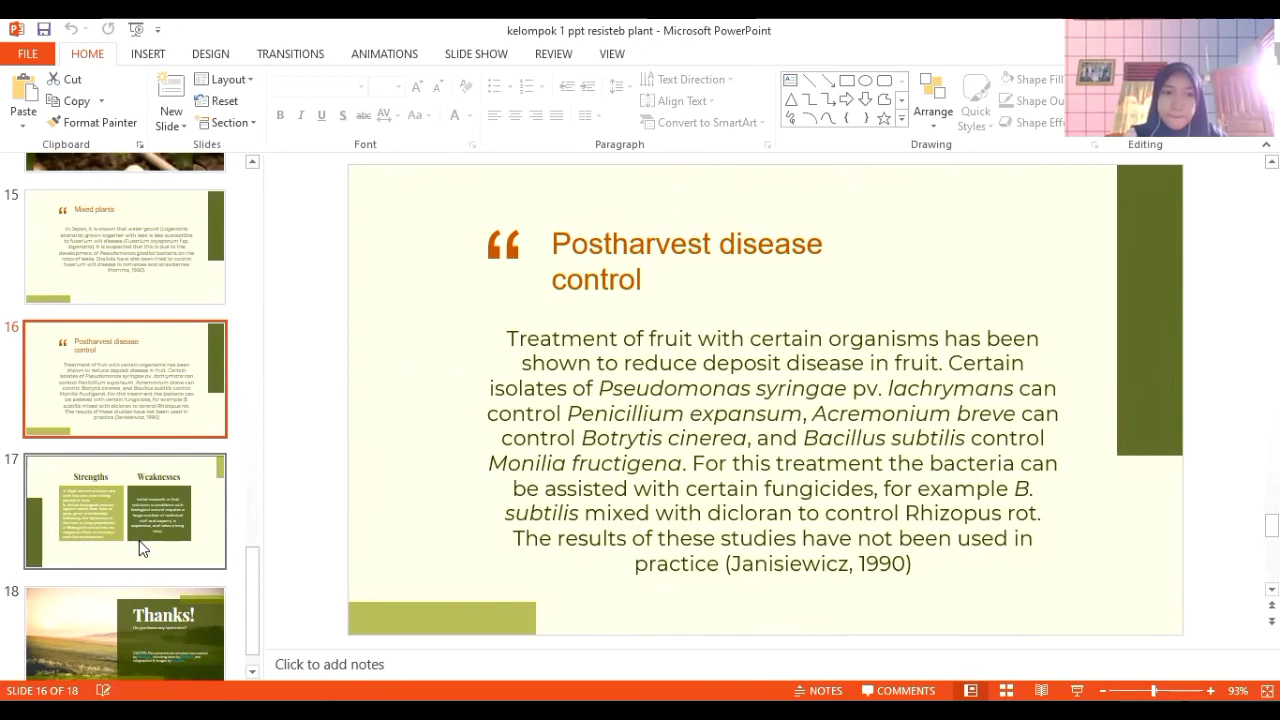 kelompok 1 ppt resisteb plant - Microsoft PowerPoint
FILE HOME INSERT DESIGN TRANSITIONS ANIMATIONS SLIDE SHOW REVIEW VIEW
Paste
Cut
Copy
Format Painter
Clipboard
New
Slide
Layout
Reset
Section
Slides
B I U S abc AV Aa A
Font
Text Direction
Align Text
Convert to SmartArt
Paragraph
Arrange
Quick
Styles
Shape Fill
Shape Ou
Shape Effe
Drawing
Editing
15
Mixed plants
16
Postharvest disease
control
17
Strengths Weaknesses
18
Thanks!
“ Postharvest disease
control
Treatment of fruit with certain organisms has been
shown to reduce deposit disease in fruit. Certain
isolates of Pseudomonas syringae pv. lachrymans can
control Penicillium expansum, Acremonium breve can
control Botrytis cinerea, and Bacillus subtilis control
Monilia fructigena. For this treatment the bacteria can
be assisted with certain fungicides, for example B.
subtilis mixed with dicloran to control Rhizopus rot.
The results of these studies have not been used in
practice (Janisiewicz, 1990)
Click to add notes
SLIDE 16 OF 18
NOTES
COMMENTS
93%